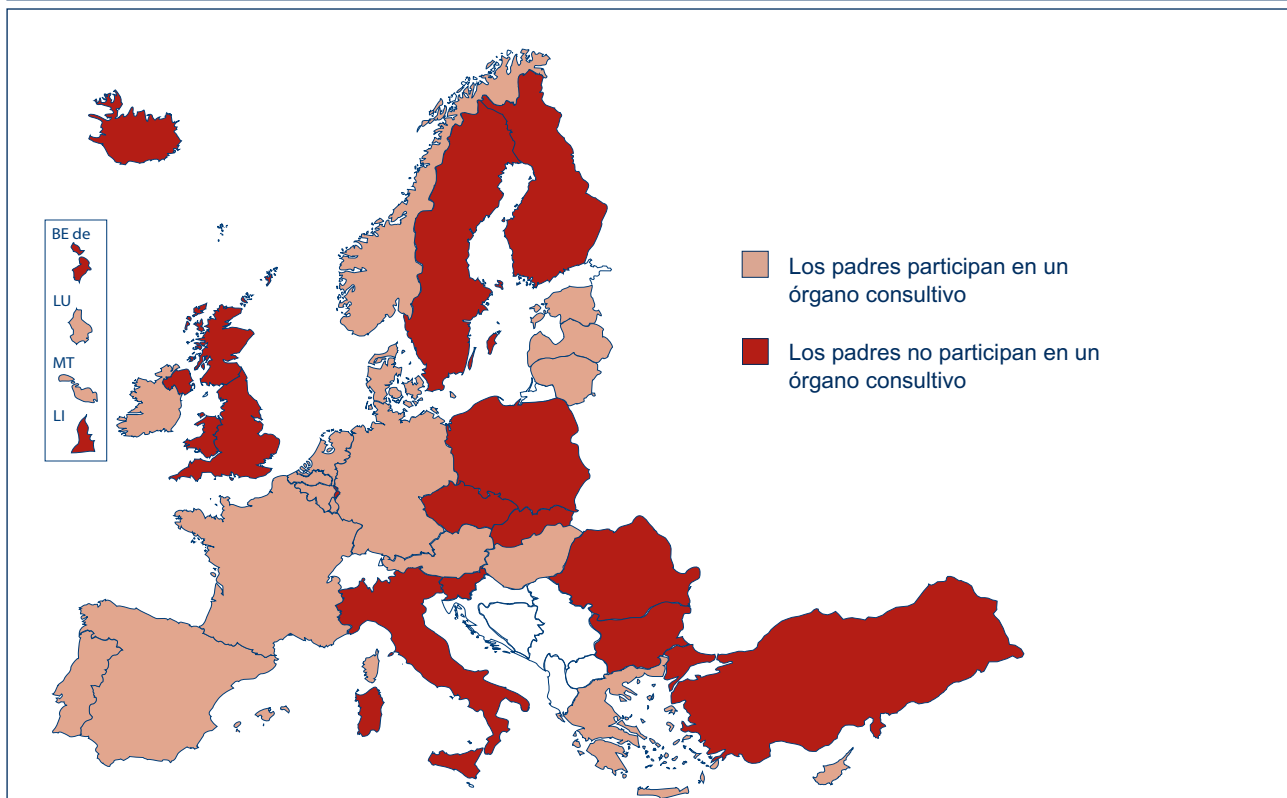 BE de
LU
MT
LI
Los padres participan en un
órgano consultivo
Los padres no participan en un
órgano consultivo